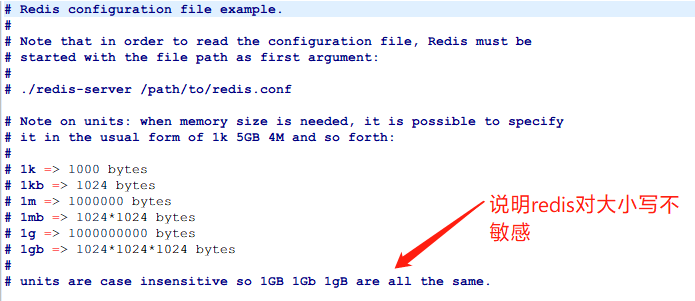 # Redis configuration file example.
#
# Note that in order to read the configuration file, Redis must be
# started with the file path as first argument:
#
# ./redis-server /path/to/redis.conf

# Note on units: when memory size is needed, it is possible to specify
# it in the usual form of 1k 5GB 4M and so forth:
#
# 1k => 1000 bytes
# 1kb => 1024 bytes
# 1m => 1000000 bytes
# 1mb => 1024*1024 bytes
# 1g => 1000000000 bytes
# 1gb => 1024*1024*1024 bytes
#
# units are case insensitive so 1GB 1Gb 1gB are all the same.
说明redis对大小写不
敏感